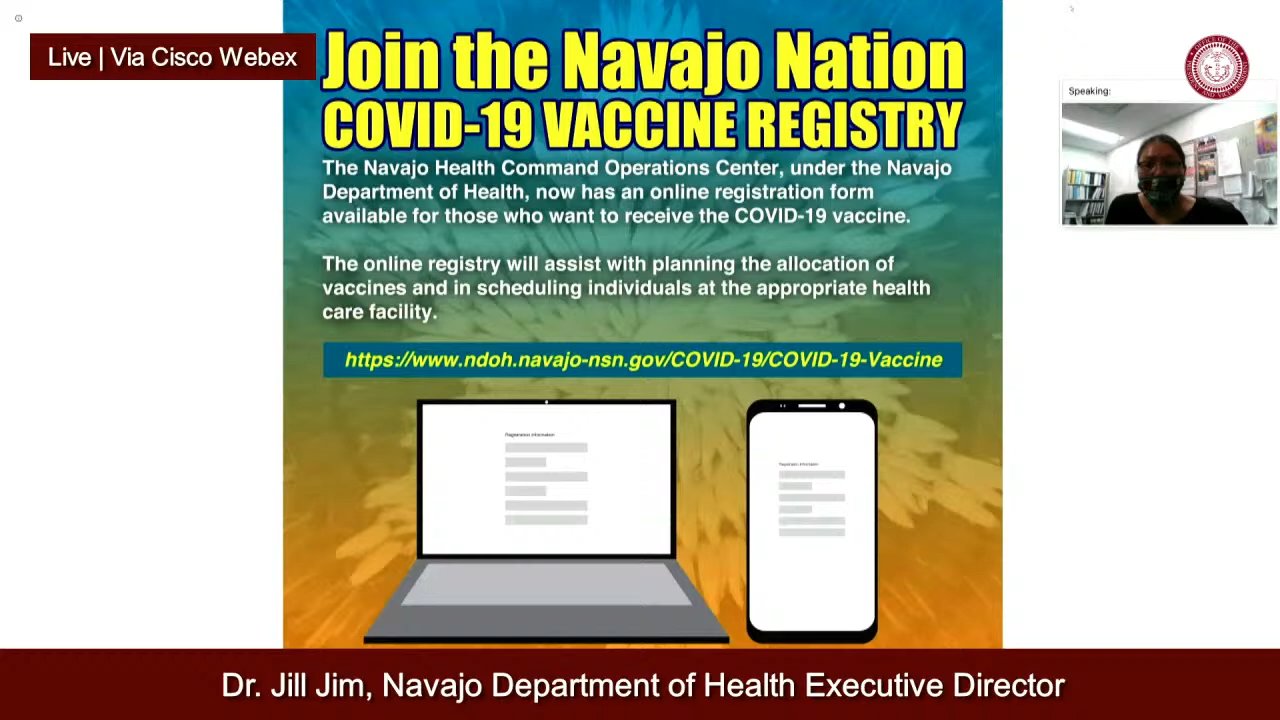 Live | Via Cisco Webex
Join the Navajo Nation
COVID-19 VACCINE REGISTRY
Speaking:
The Navajo Health Command Operations Center, under the Navajo
Department of Health, now has an online registration form
available for those who want to receive the COVID-19 vaccine.
The online registry will assist with planning the allocation of
vaccines and in scheduling individuals at the appropriate health
care facility.
https://www.ndoh.navajo-nsn.gov/COVID-19/COVID-19-Vaccine
Registration Information
Registration Information
Dr. Jill Jim, Navajo Department of Health Executive Director